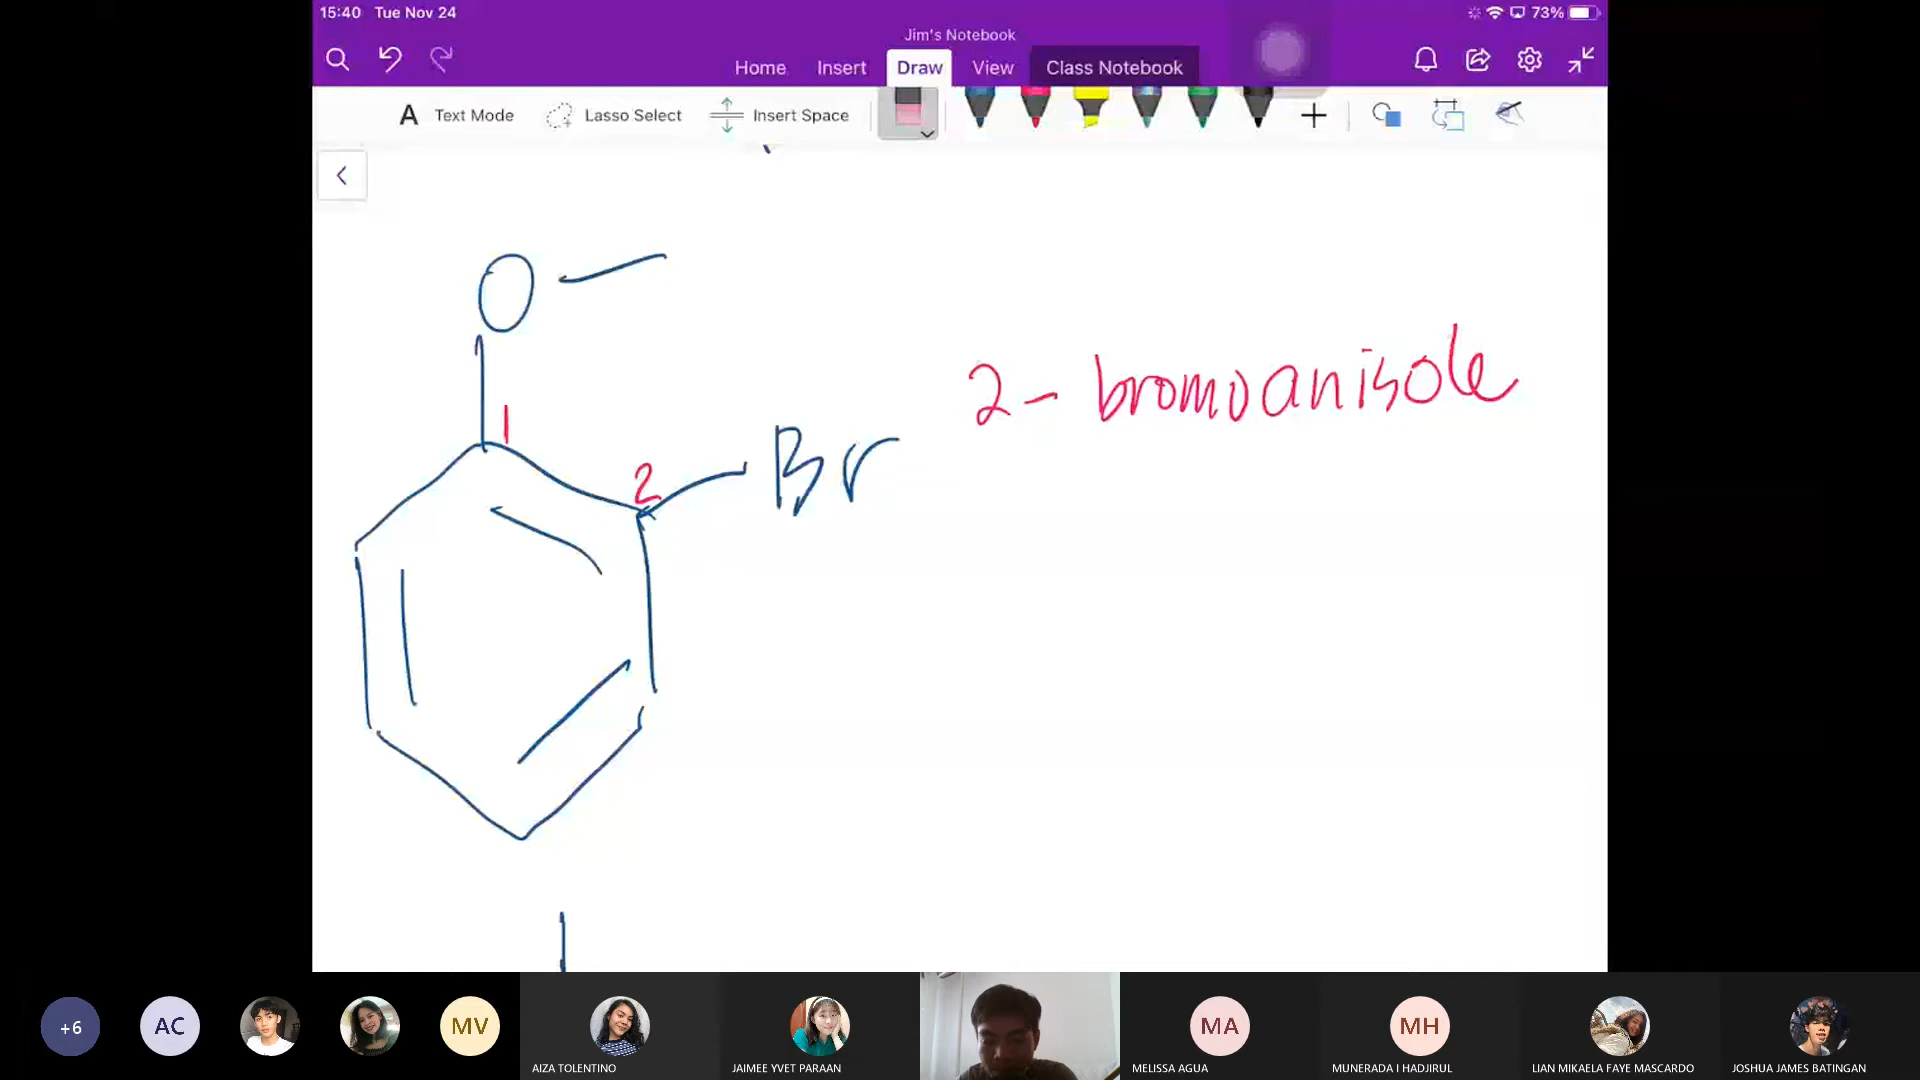 15:40 Tue Nov 24
73%
Jim's Notebook
Home Insert Draw View Class Notebook
A Text Mode Lasso Select Insert Space
O
1
2
Br
2- bromoanisole
+6
AC
MV
MA
MH
AIZA TOLENTINO
JAIMEE YVET PARAAN
MELISSA AGUA
MUNERADA I HADJIRUL
LIAN MIKAELA FAYE MASCARDO
JOSHUA JAMES BATINGAN